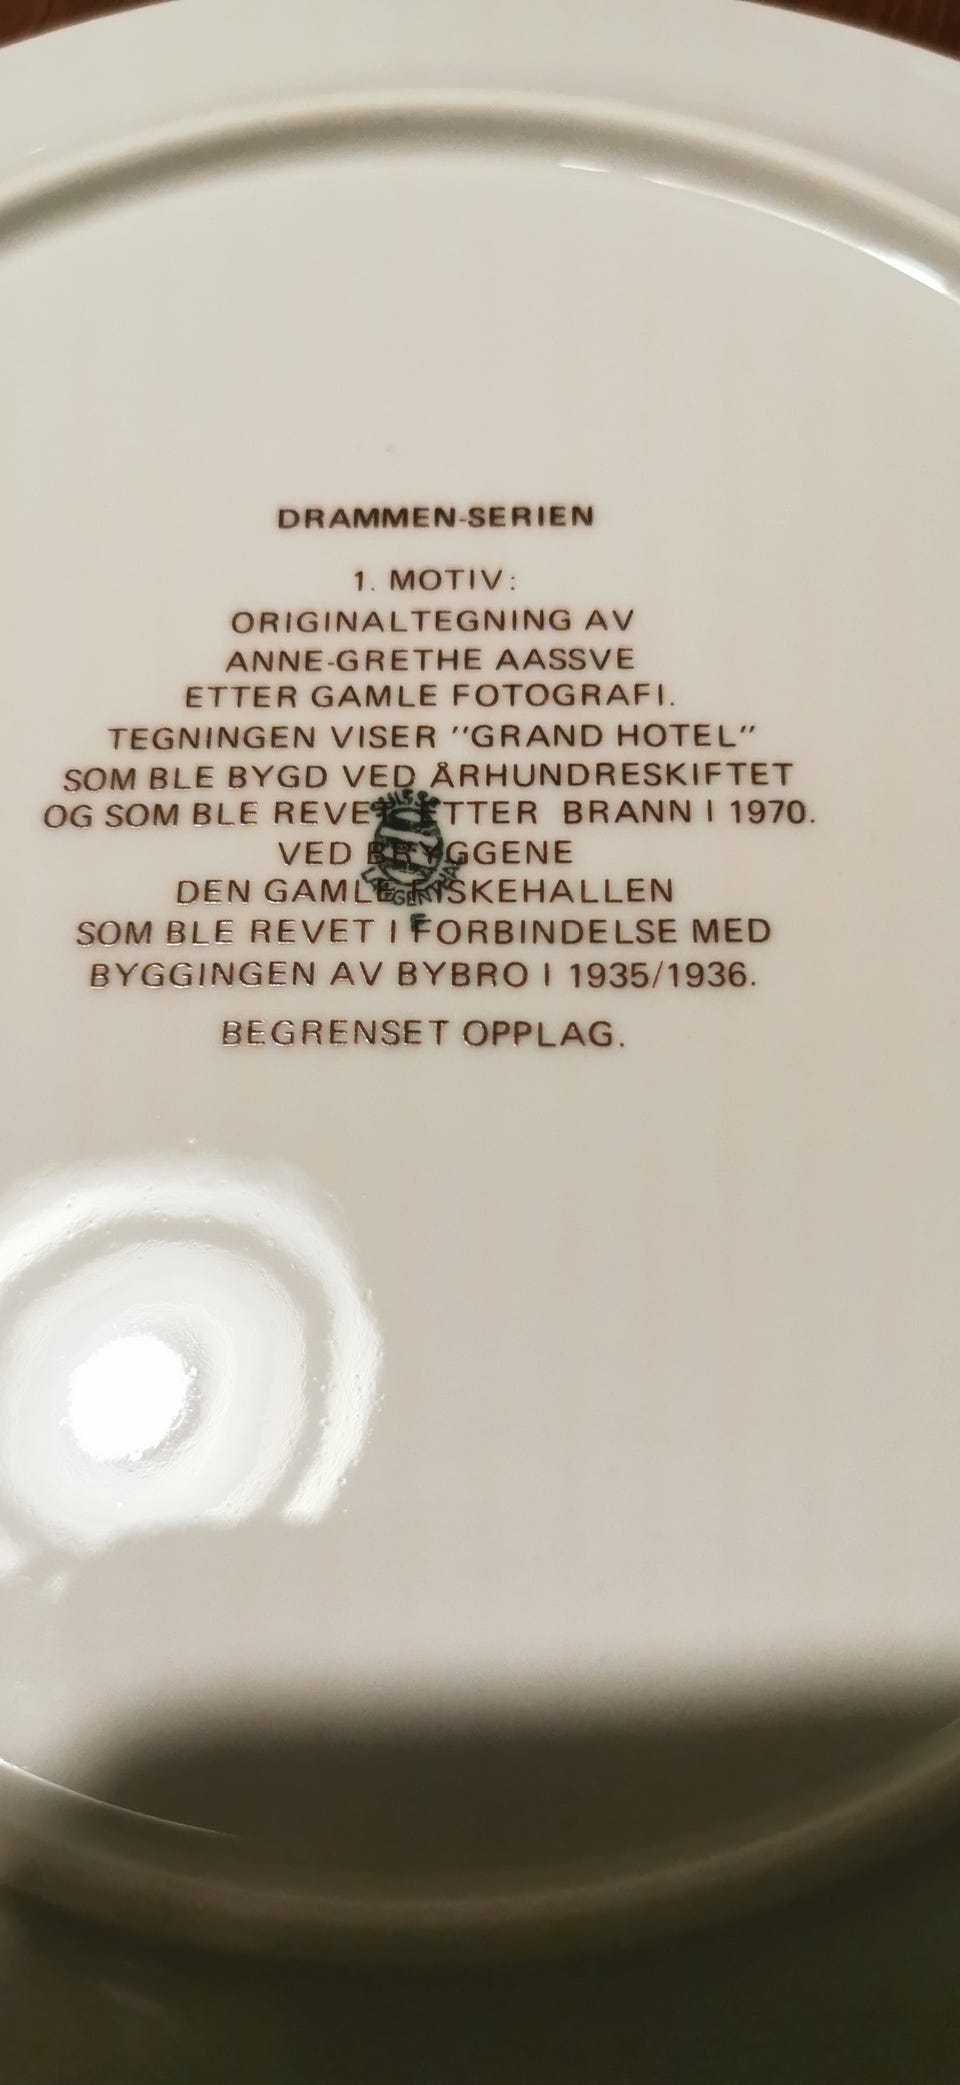 DRAMMEN-SERIEN
1. MOTIV:
ORIGINALTEGNING AV
ANNE-GRETHE AASSVE
ETTER GAMLE FOTOGRAFI.
TEGNINGEN VISER "GRAND HOTEL"
SOM BLE BYGD VED ÅRHUNDRESKIFTET
OG SOM BLE REVET ETTER BRANN I 1970.
VED BRYGGENE
DEN GAMLE FISKEHALLEN
SOM BLE REVET I FORBINDELSE MED
BYGGINGEN AV BYBRO I 1935/1936.
BEGRENSET OPPLAG.
SUISSE
LANGENTHAL
F